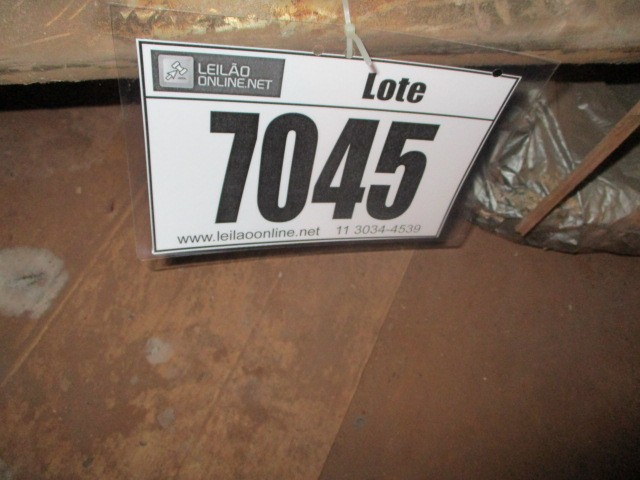 LEILÃO
ONLINE.NET
Lote
7045
www.leilaoonline.net 11 3034-4539